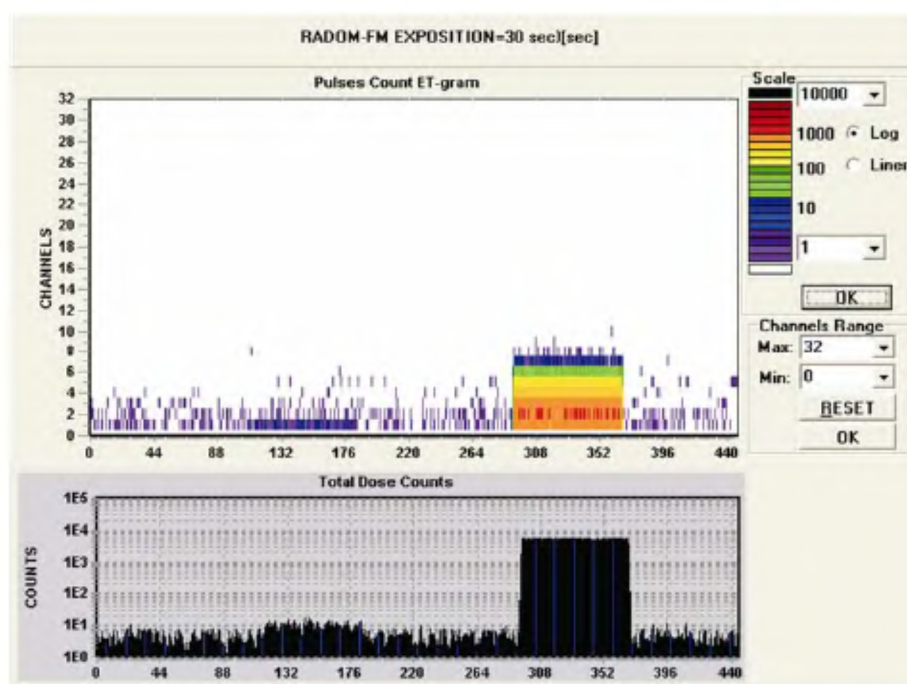 RADOM-FM EXPOSITION=30 sec)[sec]
Pulses Count ET-gram
Scale
32
30
28
26
24
22
20
18
16
14
12
10
8
6
4
2
0
CHANNELS
0 44 88 132 176 220 264 308 352 396 440
10000
1000
Log
100
Liner
10
1
OK
Channels Range
Max: 32
Min: 0
RESET
OK
Total Dose Counts
1E5
1E4
1E3
1E2
1E1
1E0
COUNTS
0 44 88 132 176 220 264 308 352 396 440